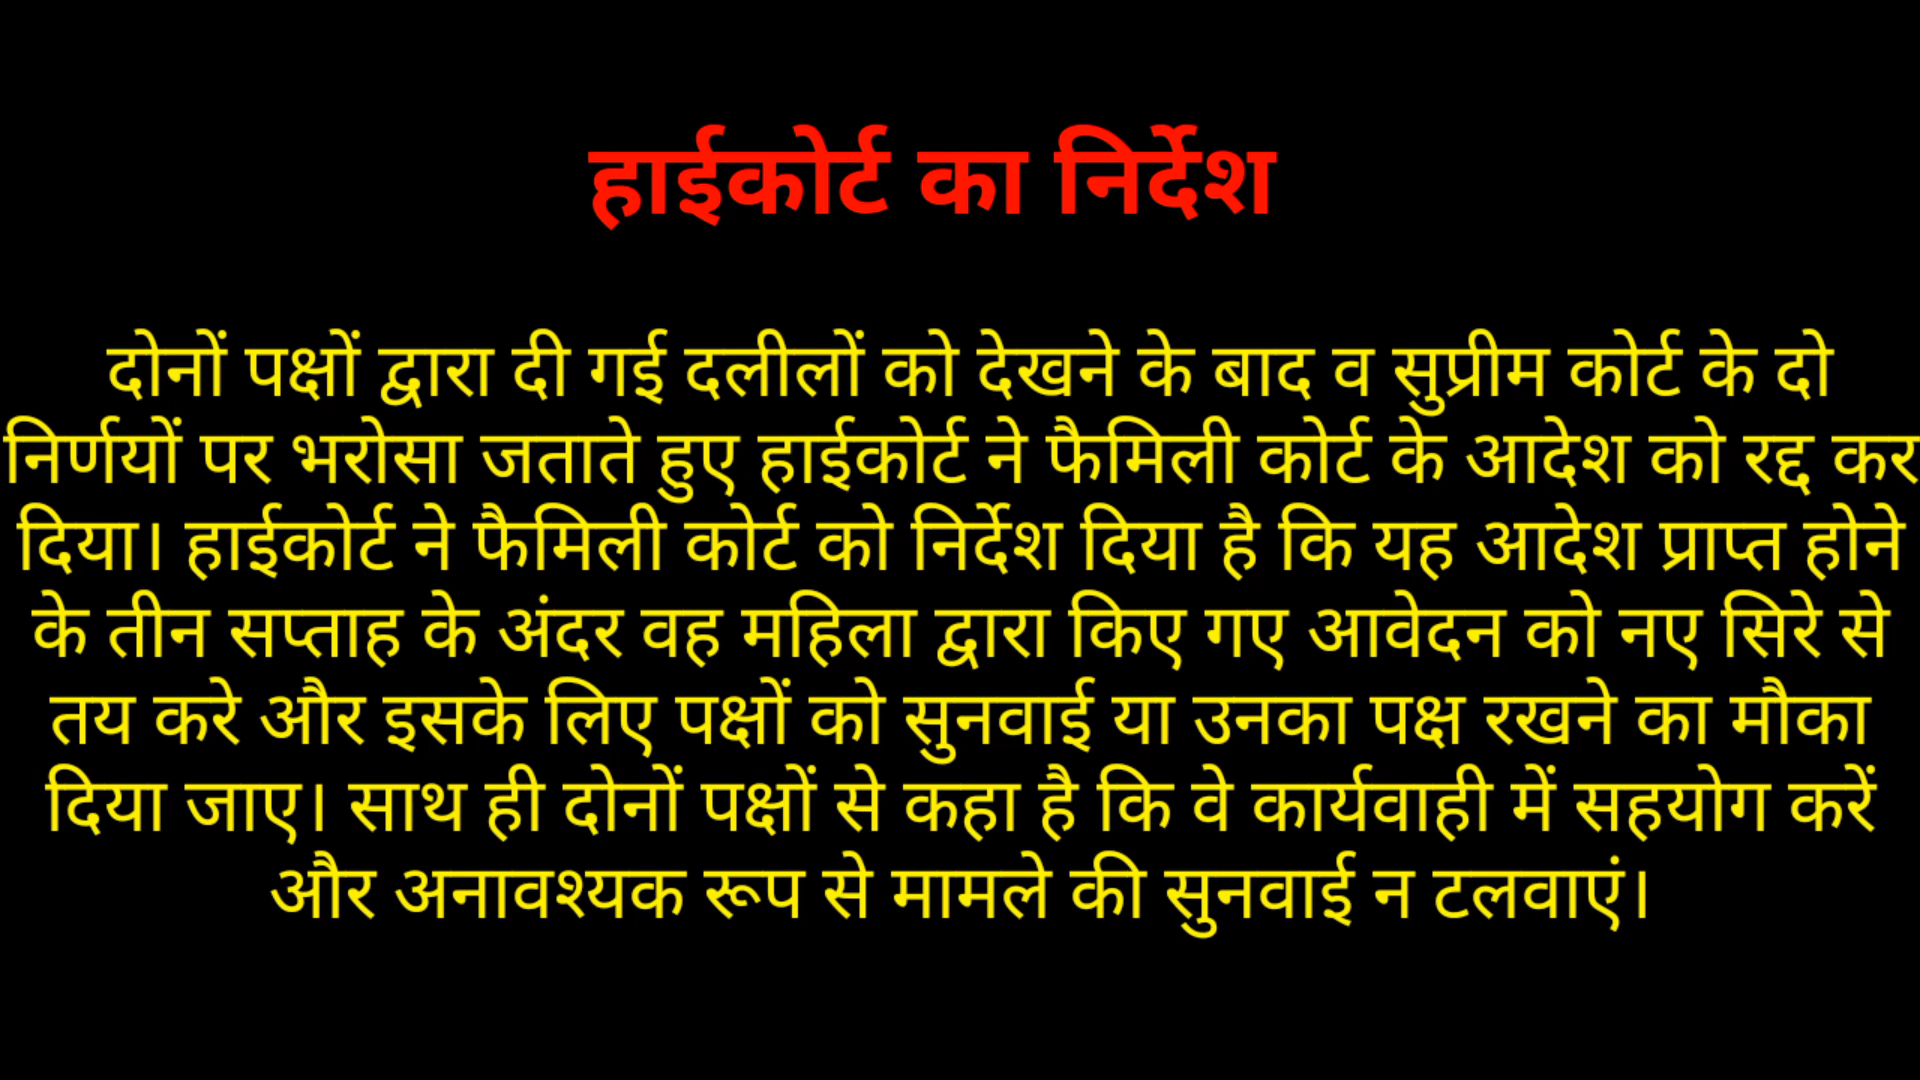 हाईकोर्ट का निर्देश
दोनों पक्षों द्वारा दी गई दलीलों को देखने के बाद व सुप्रीम कोर्ट के दो
निर्णयों पर भरोसा जताते हुए हाईकोर्ट ने फैमिली कोर्ट के आदेश को रद्द कर
दिया। हाईकोर्ट ने फैमिली कोर्ट को निर्देश दिया है कि यह आदेश प्राप्त होने
के तीन सप्ताह के अंदर वह महिला द्वारा किए गए आवेदन को नए सिरे से
तय करे और इसके लिए पक्षों को सुनवाई या उनका पक्ष रखने का मौका
दिया जाए। साथ ही दोनों पक्षों से कहा है कि वे कार्यवाही में सहयोग करें
और अनावश्यक रूप से मामले की सुनवाई न टलवाएं।